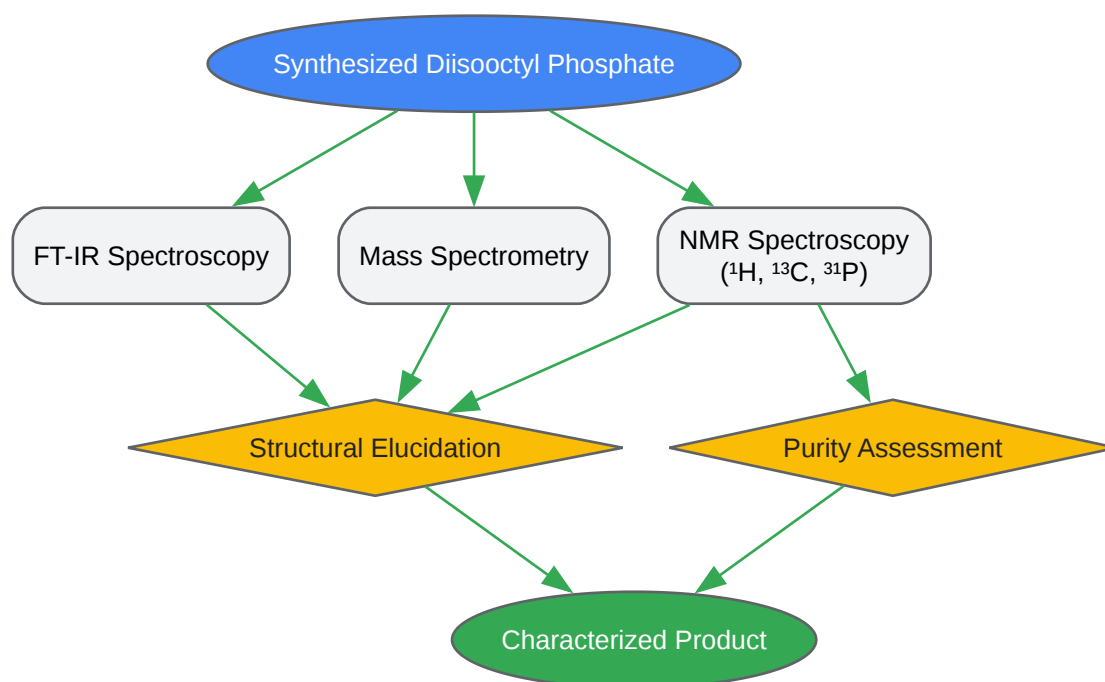 Synthesized Diisooctyl Phosphate
FT-IR Spectroscopy
Mass Spectrometry
NMR Spectroscopy
(¹H, ¹³C, ³¹P)
Structural Elucidation
Purity Assessment
Characterized Product